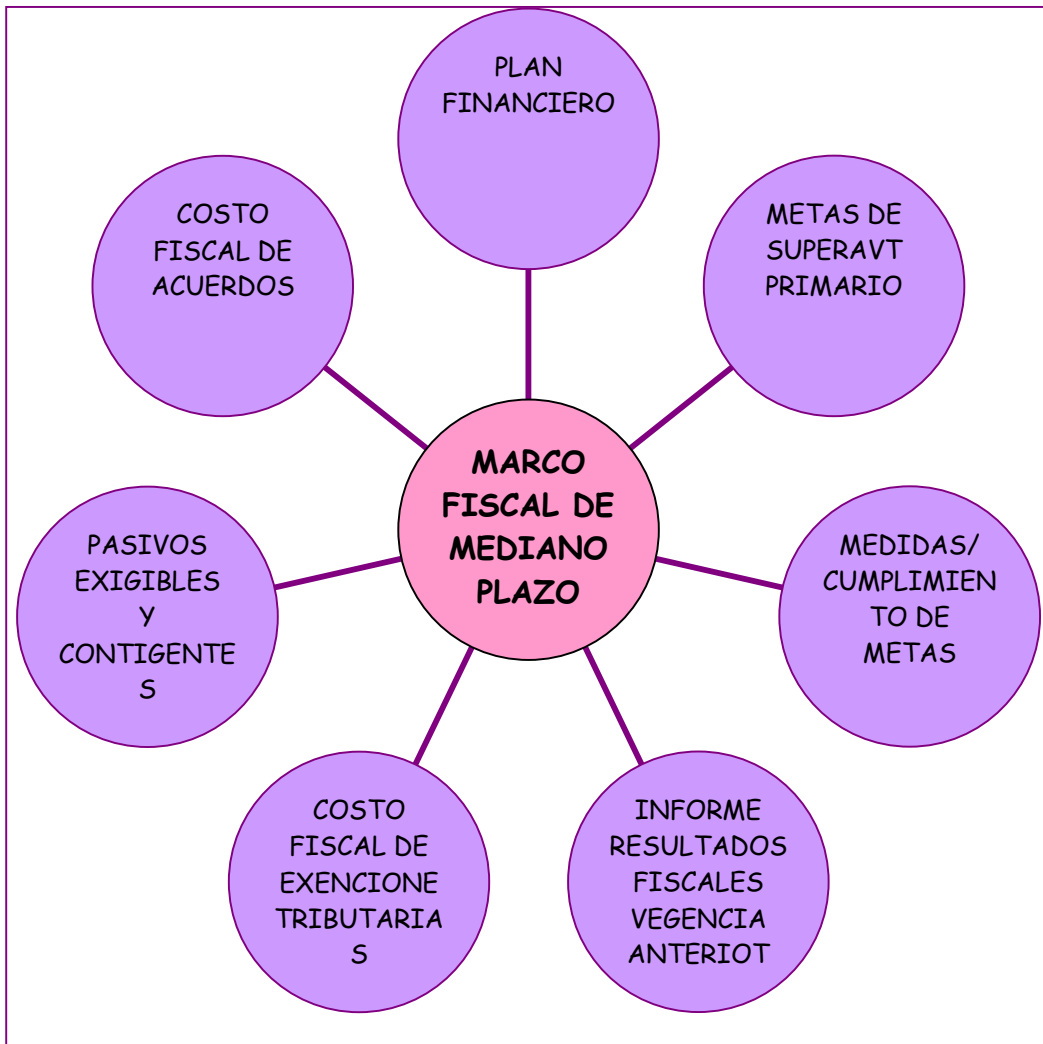 PLAN
FINANCIERO
COSTO
FISCAL DE
ACUERDOS
METAS DE
SUPERAVT
PRIMARIO
MARCO
FISCAL DE
MEDIANO
PLAZO
PASIVOS
EXIGIBLES
Y
CONTIGENTE
S
MEDIDAS/
CUMPLIMIEN
TO DE
METAS
COSTO
FISCAL DE
EXENCIONE
TRIBUTARIA
S
INFORME
RESULTADOS
FISCALES
VEGENCIA
ANTERIOT